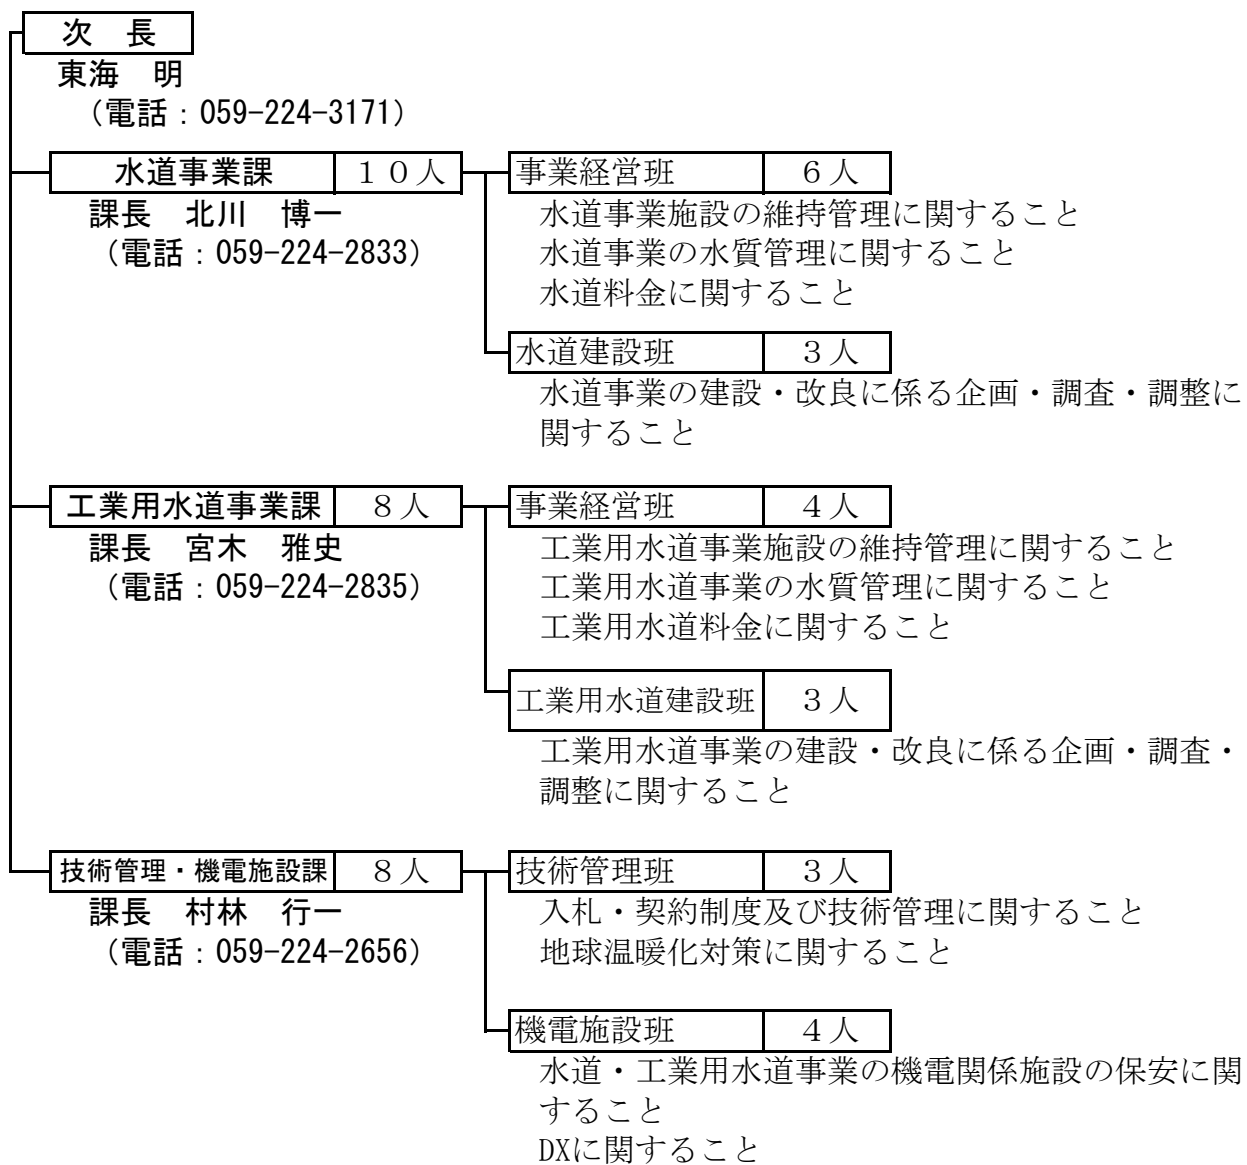 次　長
東海　明
（電話：059-224-3171）
水道事業課　１０人
課長　北川　博一
（電話：059-224-2833）
事業経営班　６人
水道事業施設の維持管理に関すること
水道事業の水質管理に関すること
水道料金に関すること
水道建設班　３人
水道事業の建設・改良に係る企画・調査・調整に
関すること
工業用水道事業課　８人
課長　宮木　雅史
（電話：059-224-2835）
事業経営班　４人
工業用水道事業施設の維持管理に関すること
工業用水道事業の水質管理に関すること
工業用水道料金に関すること
工業用水道建設班　３人
工業用水道事業の建設・改良に係る企画・調査・
調整に関すること
技術管理・機電施設課　８人
課長　村林　行一
（電話：059-224-2656）
技術管理班　３人
入札・契約制度及び技術管理に関すること
地球温暖化対策に関すること
機電施設班　４人
水道・工業用水道事業の機電関係施設の保安に関
すること
DXに関すること